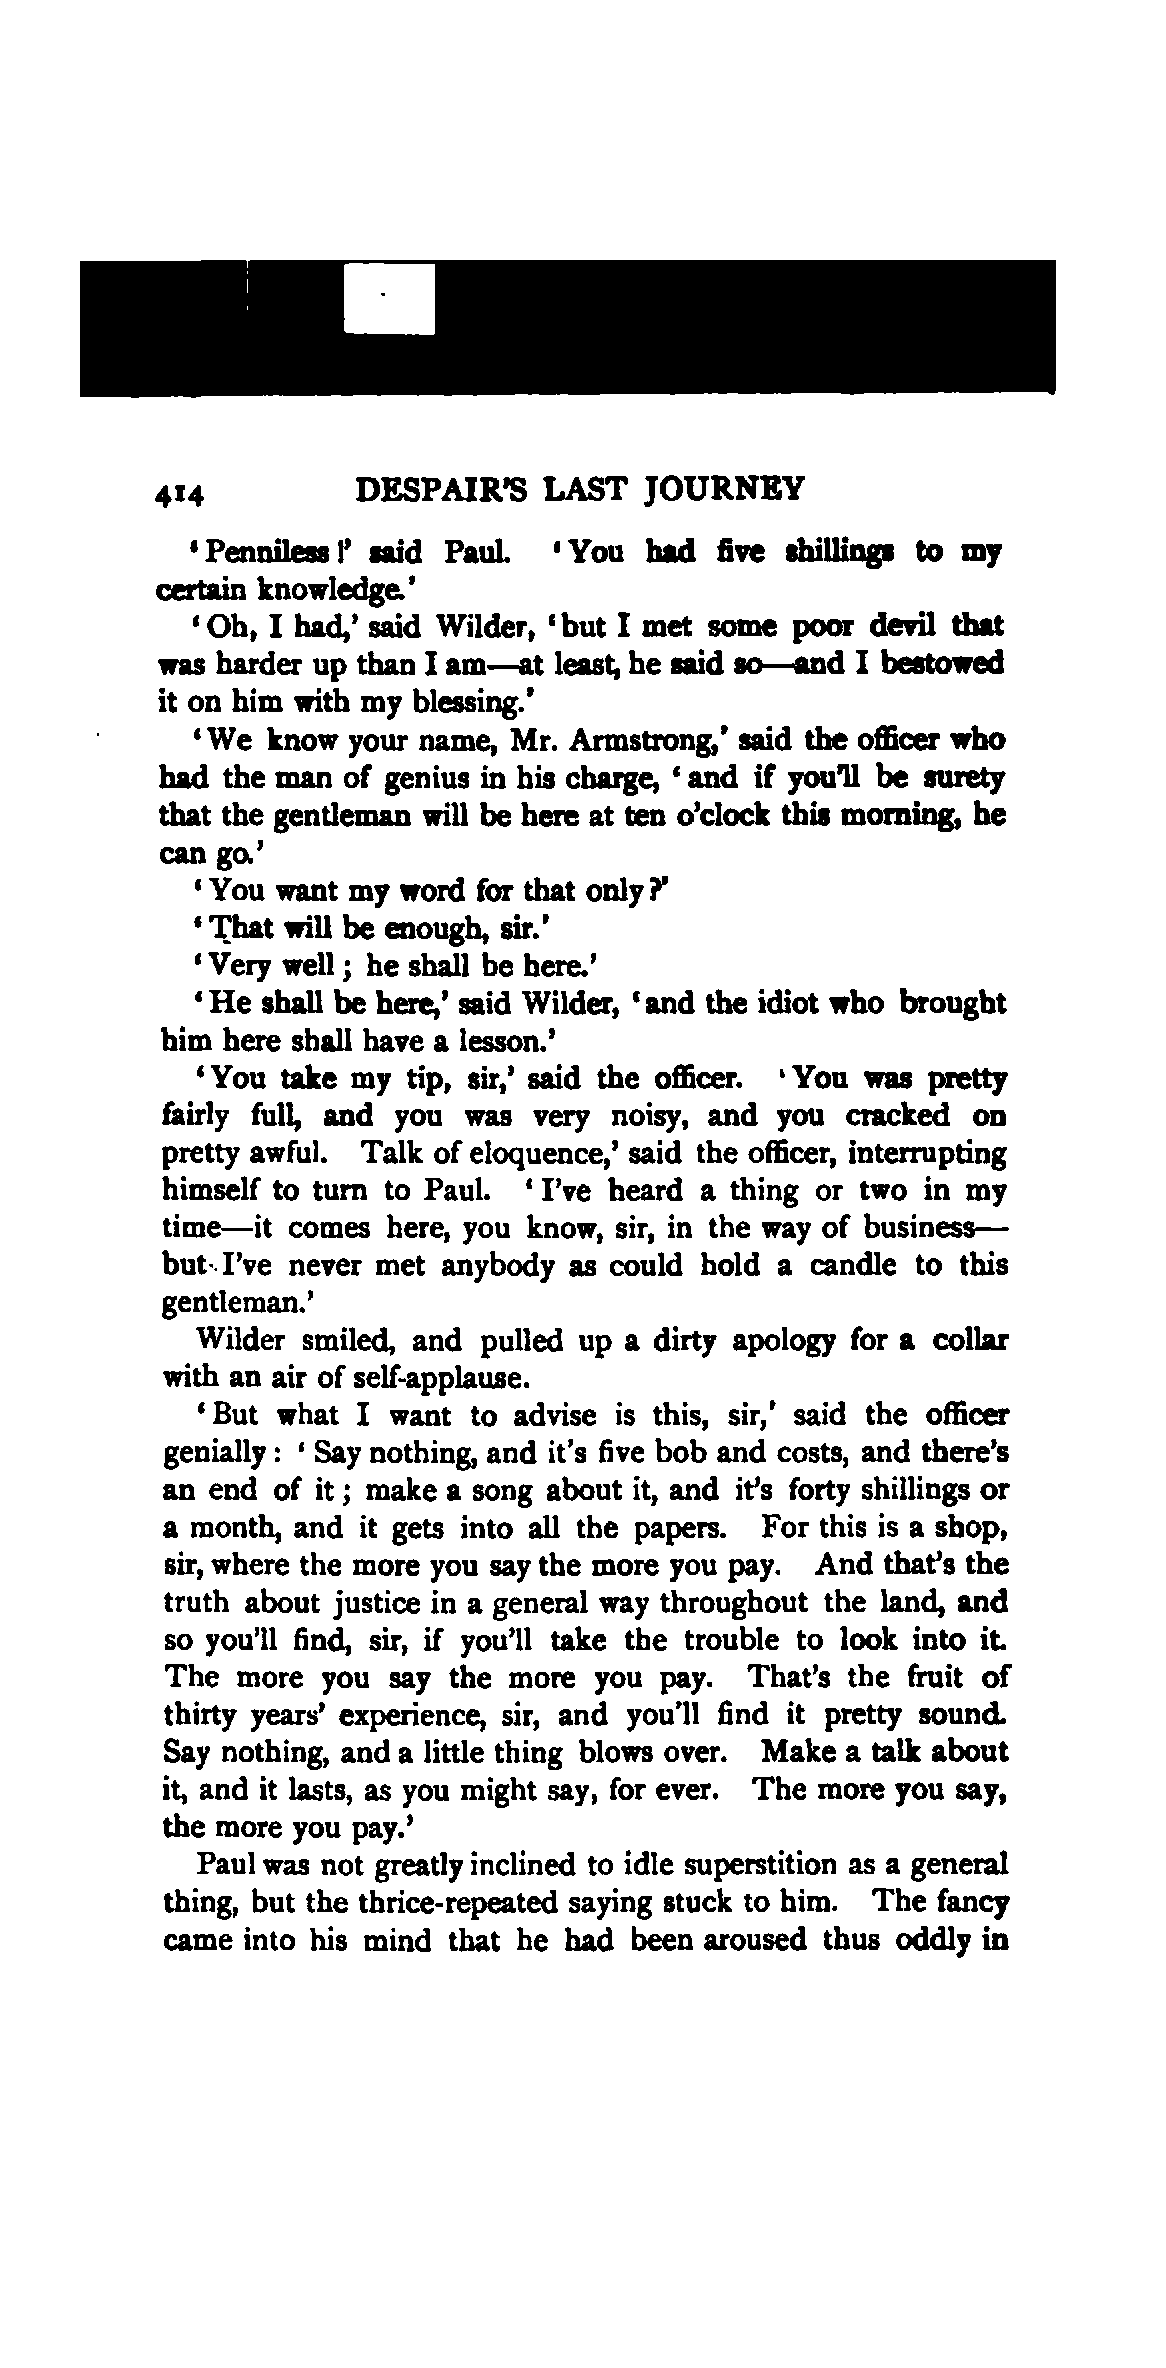 414 DESPAIR'S LAST JOURNEY
'Penniless!' said Paul. 'You had five shillings to my
certain knowledge.'
'Oh, I had,' said Wilder, 'but I met some poor devil that
was harder up than I am—at least, he said so—and I bestowed
it on him with my blessing.'
'We know your name, Mr. Armstrong,' said the officer who
had the man of genius in his charge, 'and if you'll be surety
that the gentleman will be here at ten o'clock this morning, he
can go.'
'You want my word for that only?'
'That will be enough, sir.'
'Very well; he shall be here.'
'He shall be here,' said Wilder, 'and the idiot who brought
him here shall have a lesson.'
'You take my tip, sir,' said the officer. 'You was pretty
fairly full, and you was very noisy, and you cracked on
pretty awful. Talk of eloquence,' said the officer, interrupting
himself to turn to Paul. 'I've heard a thing or two in my
time—it comes here, you know, sir, in the way of business—
but I've never met anybody as could hold a candle to this
gentleman.'
Wilder smiled, and pulled up a dirty apology for a collar
with an air of self-applause.
'But what I want to advise is this, sir,' said the officer
genially: 'Say nothing, and it's five bob and costs, and there's
an end of it; make a song about it, and it's forty shillings or
a month, and it gets into all the papers. For this is a shop,
sir, where the more you say the more you pay. And that's the
truth about justice in a general way throughout the land, and
so you'll find, sir, if you'll take the trouble to look into it.
The more you say the more you pay. That's the fruit of
thirty years' experience, sir, and you'll find it pretty sound.
Say nothing, and a little thing blows over. Make a talk about
it, and it lasts, as you might say, for ever. The more you say,
the more you pay.'
Paul was not greatly inclined to idle superstition as a general
thing, but the thrice-repeated saying stuck to him. The fancy
came into his mind that he had been aroused thus oddly in